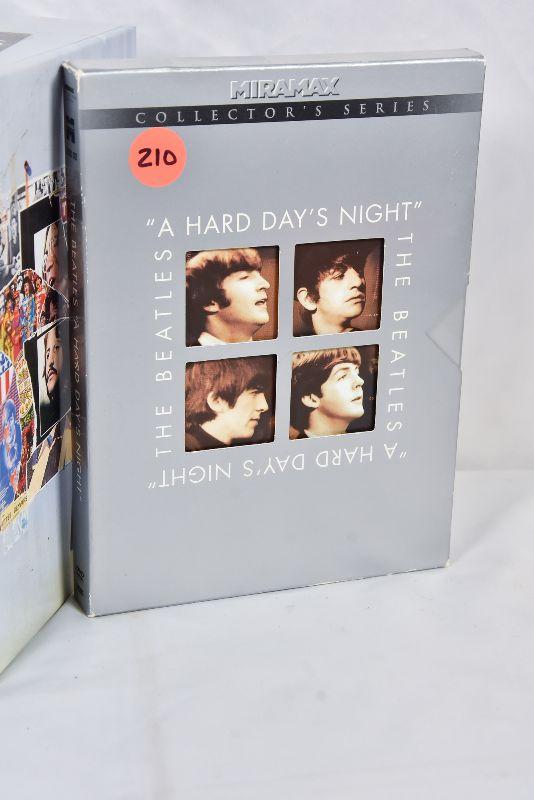 MIRAMAX
COLLECTOR'S SERIES
210
"A HARD DAY'S NIGHT"
THE BEATLES
THE BEATLES
"A HARD DAY'S NIGHT"
THE BEATLES "A HARD DAY'S NIGHT"